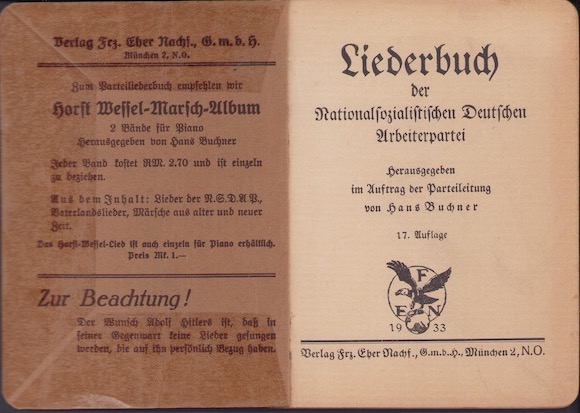 Verlag Frz. Eher Nachf., G.m.b.H.
München 2, N.O.
Zum Parteiliederbuch empfehlen wir
Horst Wessel-Marsch-Album
2 Bände für Piano
Herausgegeben von Hans Buchner
Jeder Band kostet RM. 2.70 und ist einzeln
zu beziehen.
Aus dem Inhalt: Lieder der N.S.D.A.P.,
Vaterlandslieder, Märsche aus alter und neuer
Zeit.
Das Horst-Wessel-Lied ist auch einzeln für Piano erhältlich.
Preis Mk. 1.—
Zur Beachtung!
Der Wunsch Adolf Hitlers ist, daß in
seiner Gegenwart keine Lieder gesungen
werden, die auf ihn persönlich Bezug haben.
Liederbuch
der
Nationalsozialistischen Deutschen
Arbeiterpartei
Herausgegeben
im Auftrag der Parteileitung
von Hans Buchner
17. Auflage
F
E N
19 33
Verlag Frz. Eher Nachf., G.m.b.H., München 2, N.O.